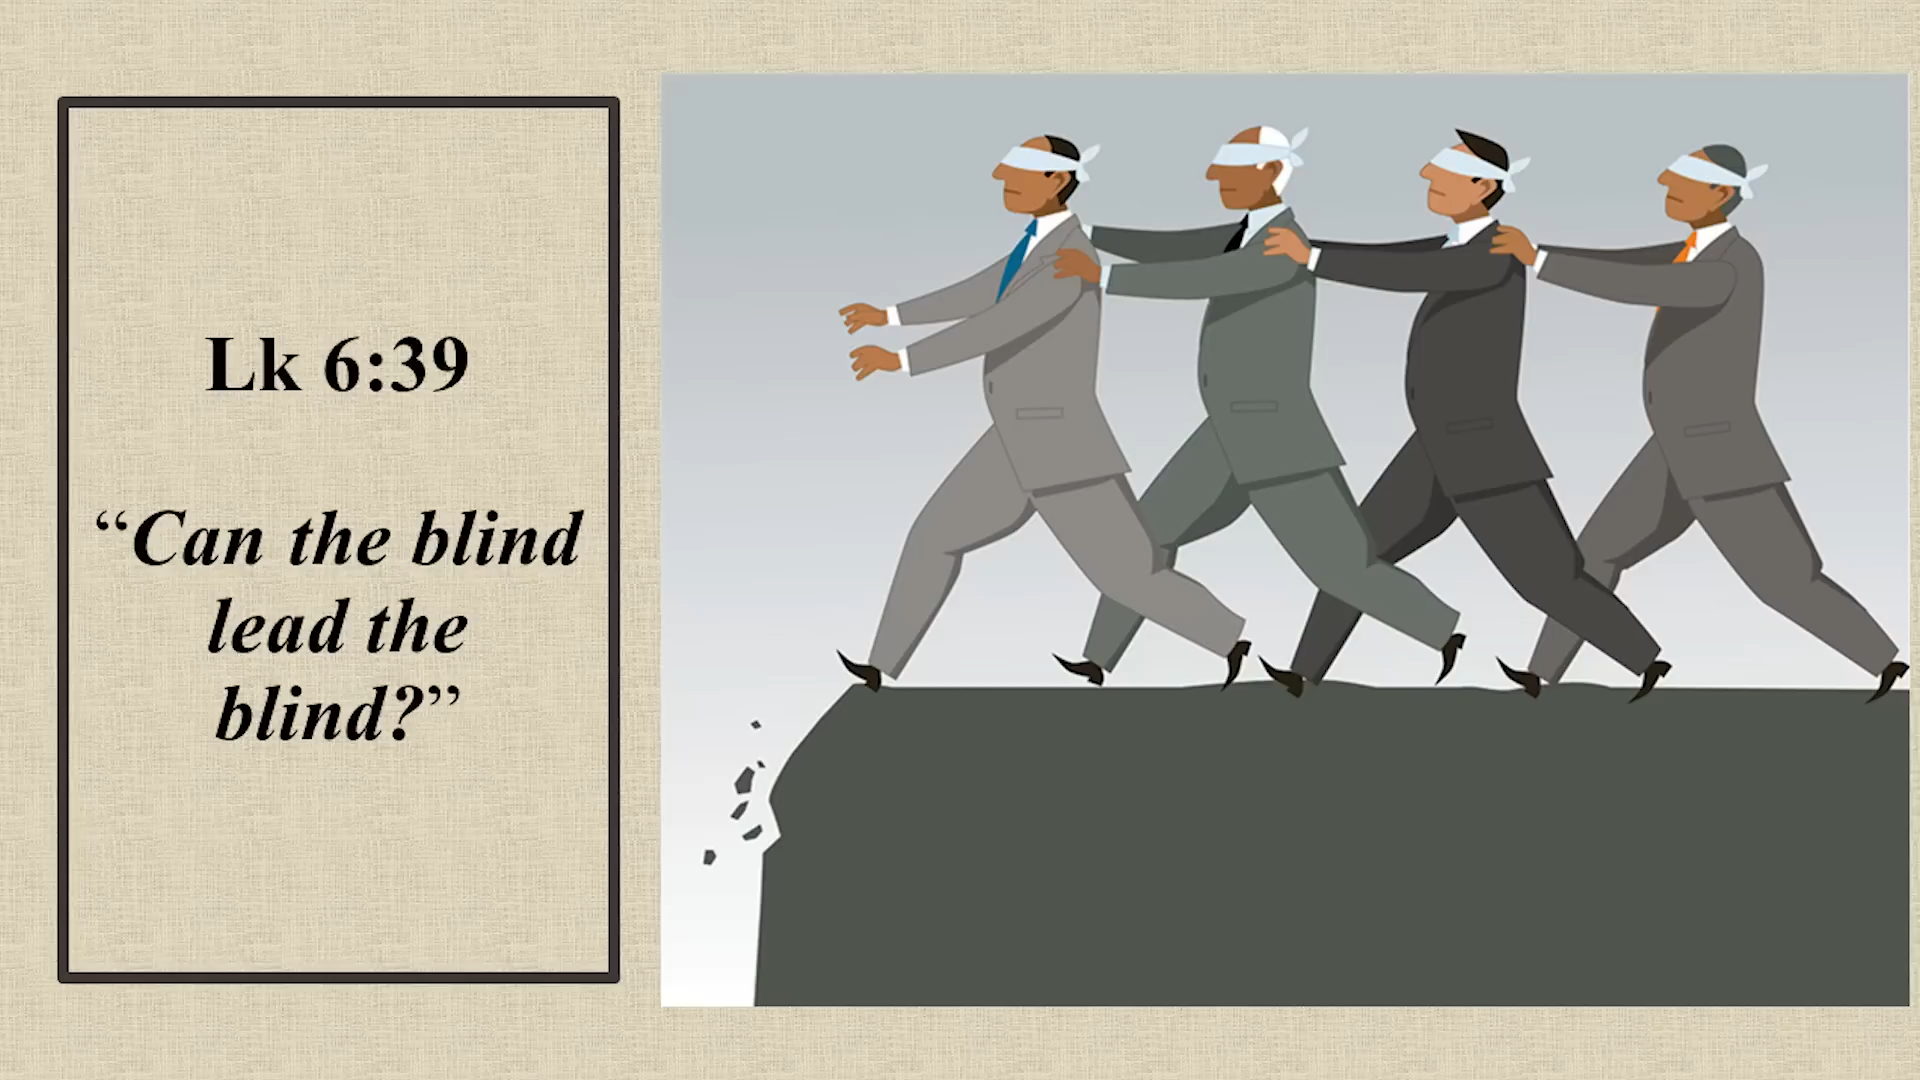 Lk 6:39
“Can the blind
lead the
blind?”